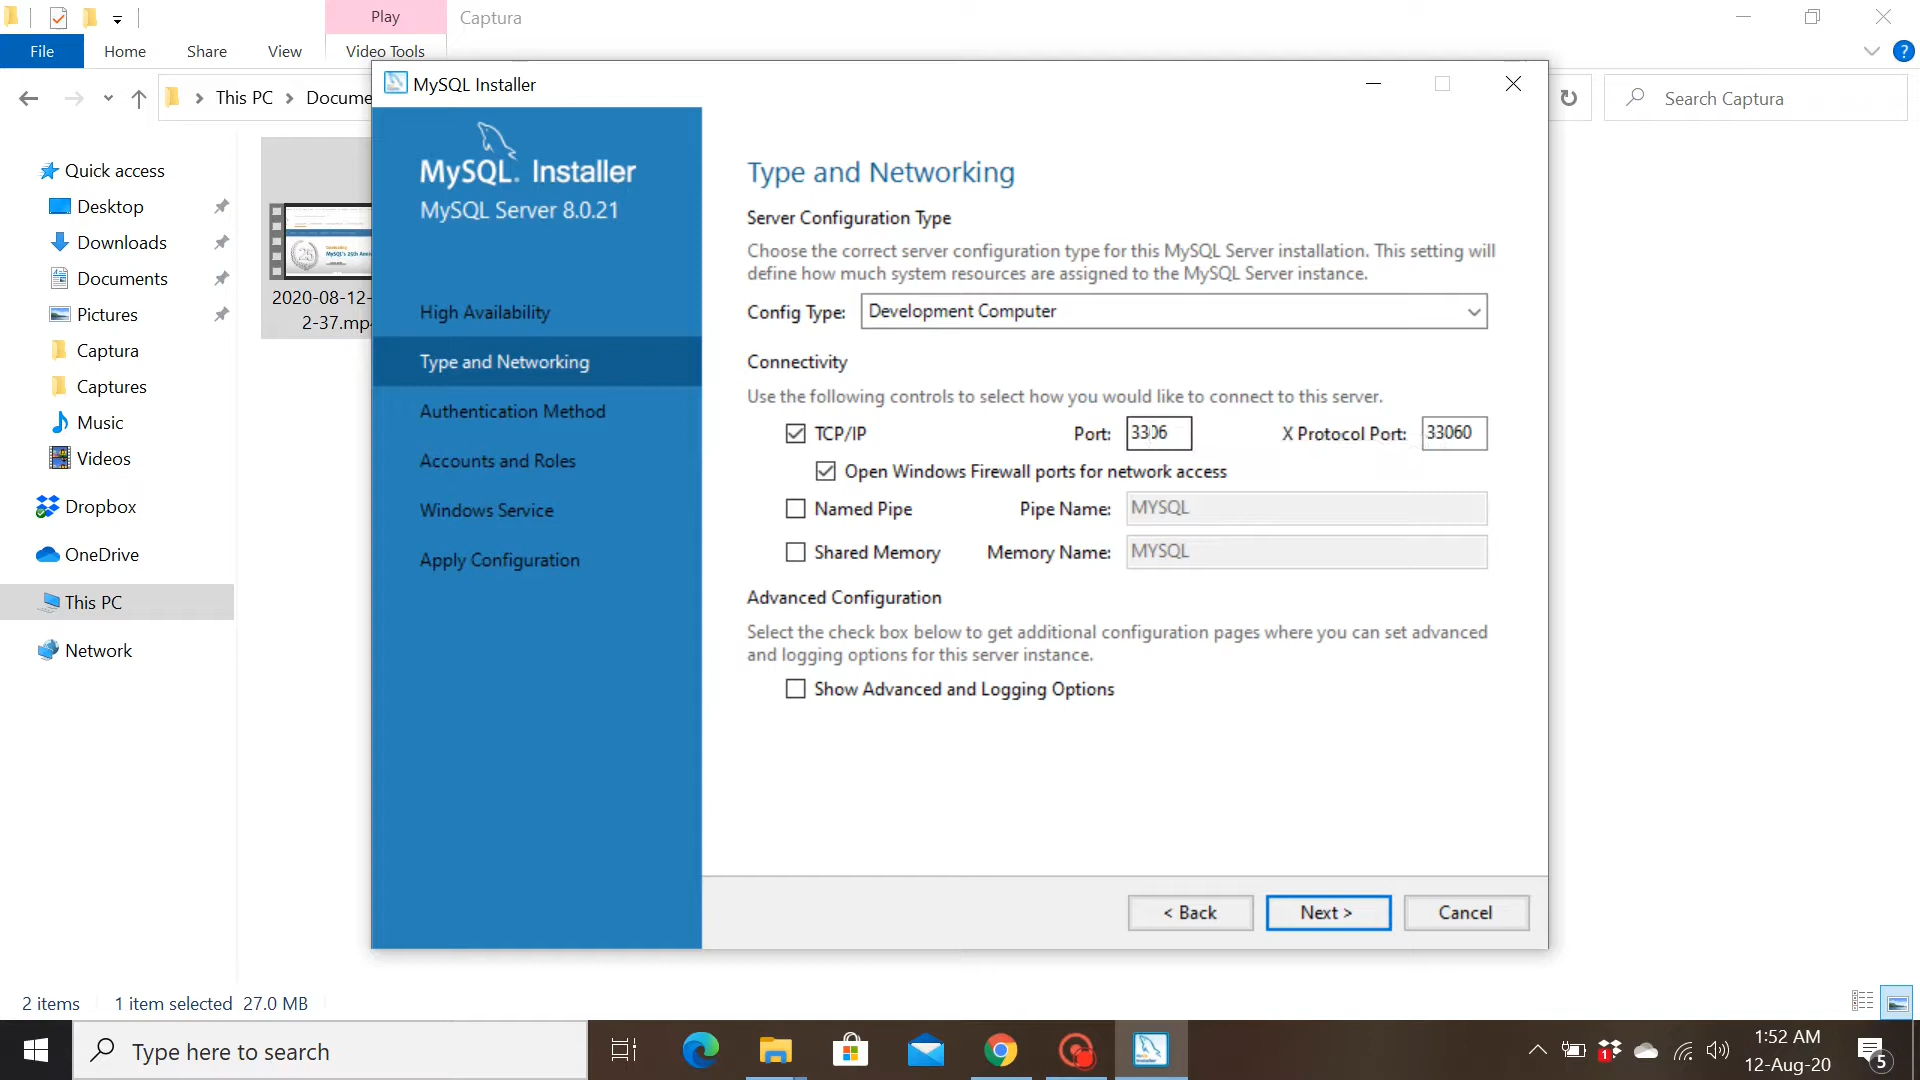 Play
Captura
File
Home
Share
View
Video Tools
This PC
Docume
Search Captura
MySQL Installer
Quick access
Desktop
Downloads
Documents
Pictures
Captura
Captures
Music
Videos
Dropbox
OneDrive
This PC
Network
2020-08-12-
2-37.mp4
MySQL. Installer
MySQL Server 8.0.21
High Availability
Type and Networking
Authentication Method
Accounts and Roles
Windows Service
Apply Configuration
Type and Networking
Server Configuration Type
Choose the correct server configuration type for this MySQL Server installation. This setting will
define how much system resources are assigned to the MySQL Server instance.
Config Type: Development Computer
Connectivity
Use the following controls to select how you would like to connect to this server.
TCP/IP Port: 3306 X Protocol Port: 33060
Open Windows Firewall ports for network access
Named Pipe Pipe Name: MYSQL
Shared Memory Memory Name: MYSQL
Advanced Configuration
Select the check box below to get additional configuration pages where you can set advanced
and logging options for this server instance.
Show Advanced and Logging Options
< Back
Next >
Cancel
2 items 1 item selected 27.0 MB
Type here to search
1
1:52 AM
12-Aug-20
5